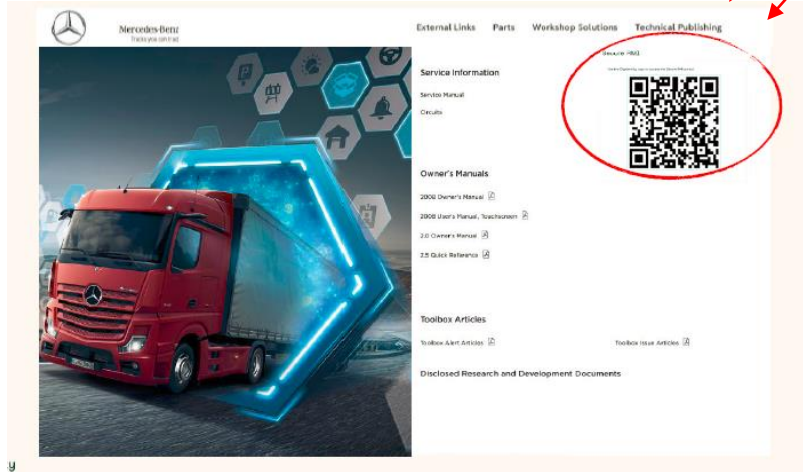 Mercedes-Benz
Trucks you can trust
External Links Parts Workshop Solutions Technical Publishing
Secure
Service Information
Service Manual
Circuits
Owner's Manuals
2008 Owner's Manual
2008 User's Manual, Touchscreen
2.0 Owner's Manual
2.5 Quick Reference
Toolbox Articles
Toolbox Alert Articles Toolbox Issue Articles
Disclosed Research and Development Documents
y